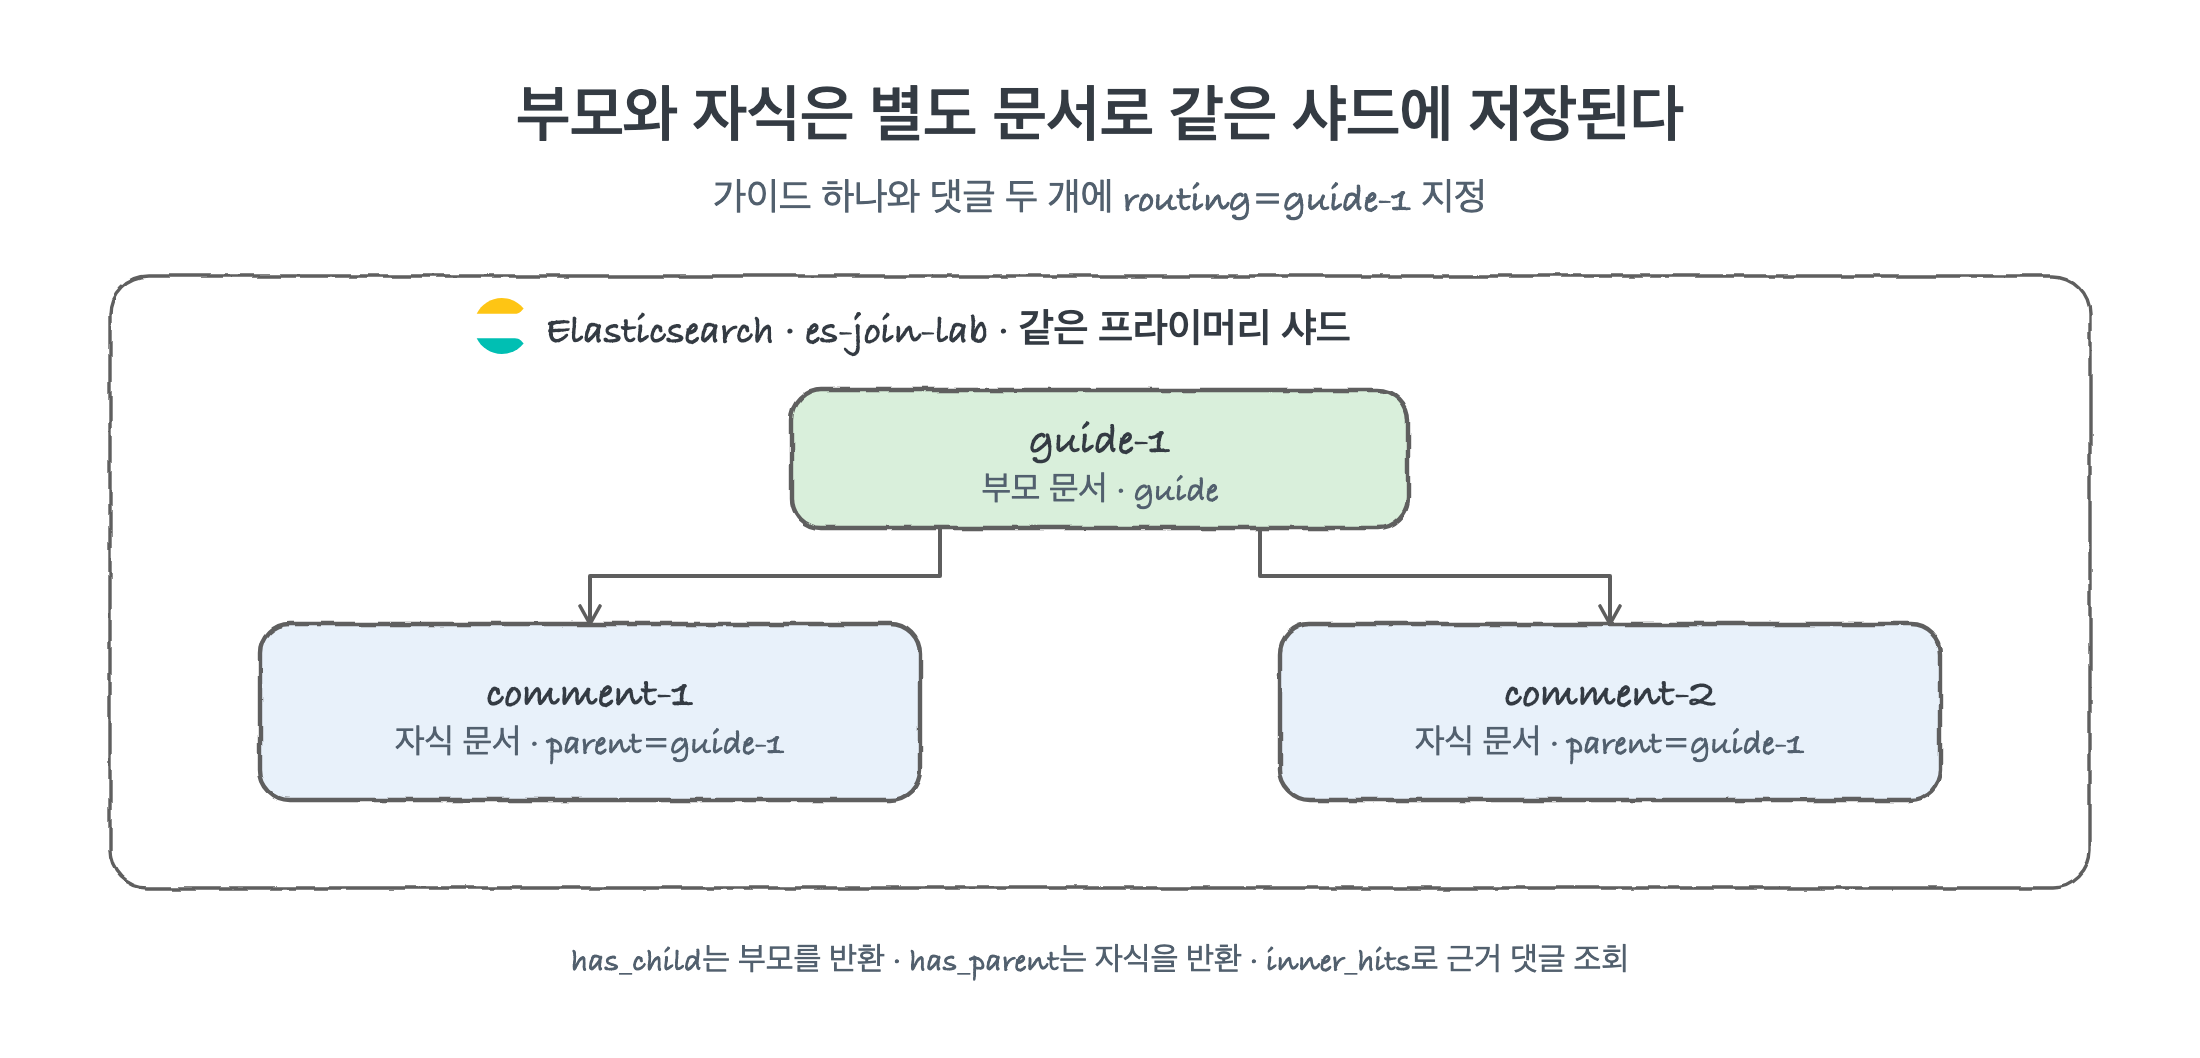 부모와 자식은 별도 문서로 같은 샤드에 저장된다
가이드 하나와 댓글 두 개에 routing=guide-1 지정
Elasticsearch · es-join-lab · 같은 프라이머리 샤드
guide-1
부모 문서 · guide
comment-1
자식 문서 · parent=guide-1
comment-2
자식 문서 · parent=guide-1
has_child는 부모를 반환 · has_parent는 자식을 반환 · inner_hits로 근거 댓글 조회